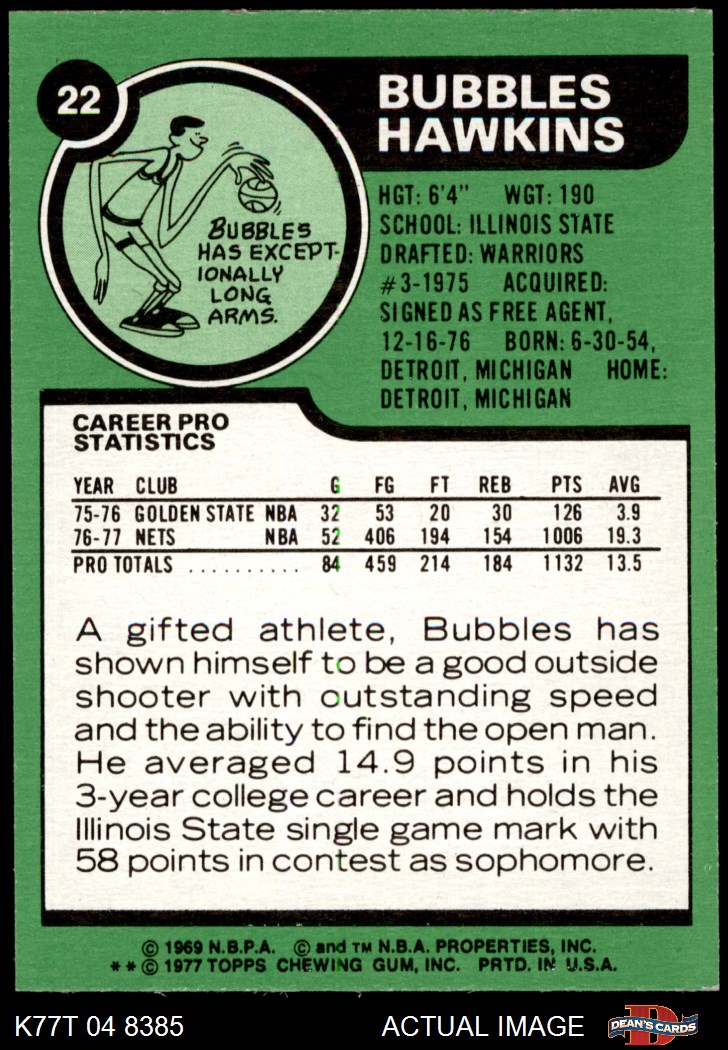 22
BUBBLES
HAWKINS
BUBBLES
HAS EXCEPT-
IONALLY
LONG
ARMS.
HGT: 6'4" WGT: 190
SCHOOL: ILLINOIS STATE
DRAFTED: WARRIORS
#3-1975 ACQUIRED:
SIGNED AS FREE AGENT,
12-16-76 BORN: 6-30-54,
DETROIT, MICHIGAN HOME:
DETROIT, MICHIGAN
CAREER PRO
STATISTICS
YEAR CLUB G FG FT REB PTS AVG
75-76 GOLDEN STATE NBA 32 53 20 30 126 3.9
76-77 NETS NBA 52 406 194 154 1006 19.3
PRO TOTALS .......... 84 459 214 184 1132 13.5
A gifted athlete, Bubbles has
shown himself to be a good outside
shooter with outstanding speed
and the ability to find the open man.
He averaged 14.9 points in his
3-year college career and holds the
Illinois State single game mark with
58 points in contest as sophomore.
© 1969 N.B.P.A. © and TM N.B.A. PROPERTIES, INC.
**© 1977 TOPPS CHEWING GUM, INC. PRTD. IN U.S.A.
K77T 04 8385 ACTUAL IMAGE
D
DEAN'S CARDS